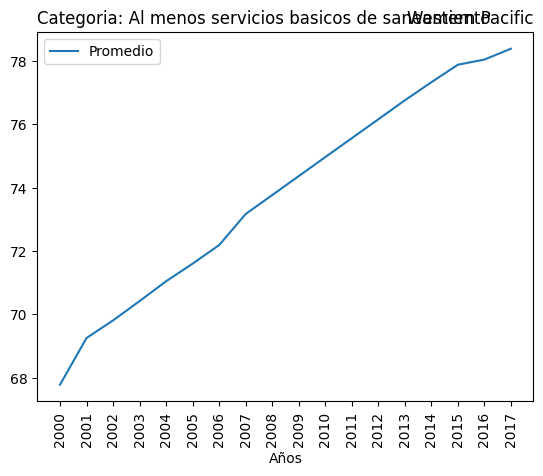 Categoria: Al menos servicios basicos de saneamiento
Western Pacific
Promedio
78
76
74
72
70
68
2000 2001 2002 2003 2004 2005 2006 2007 2008 2009 2010 2011 2012 2013 2014 2015 2016 2017
Años